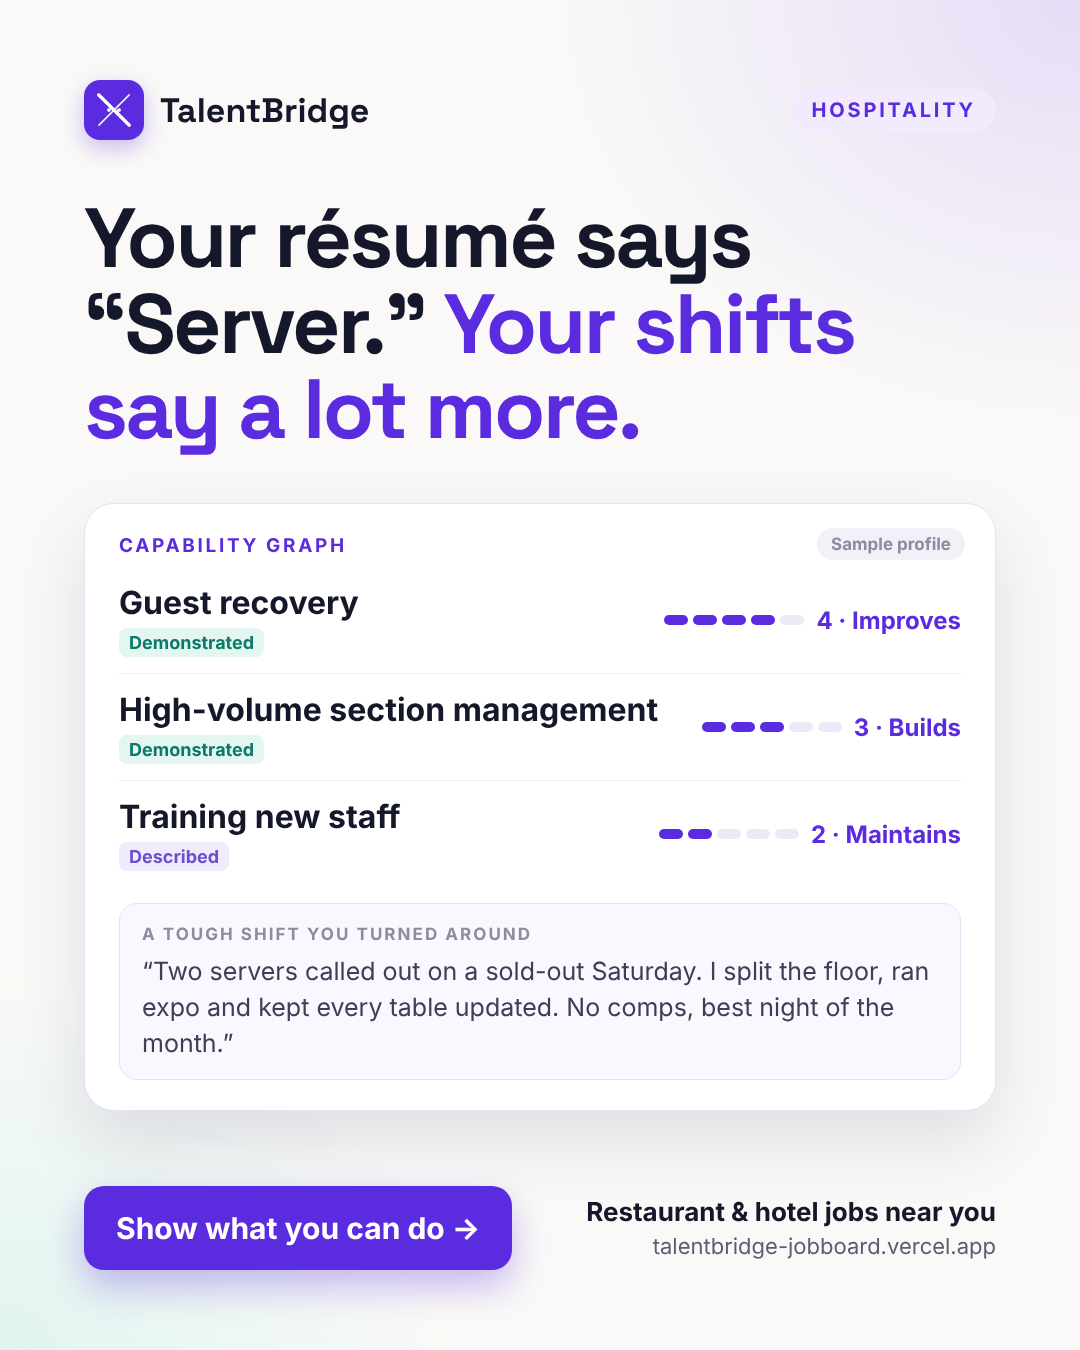 TalentBridge
HOSPITALITY
Your résumé says
“Server.” Your shifts
say a lot more.
CAPABILITY GRAPH
Sample profile
Guest recovery
Demonstrated
4 · Improves
High-volume section management
Demonstrated
3 · Builds
Training new staff
Described
2 · Maintains
A TOUGH SHIFT YOU TURNED AROUND
“Two servers called out on a sold-out Saturday. I split the floor, ran
expo and kept every table updated. No comps, best night of the
month.”
Show what you can do →
Restaurant & hotel jobs near you
talentbridge-jobboard.vercel.app